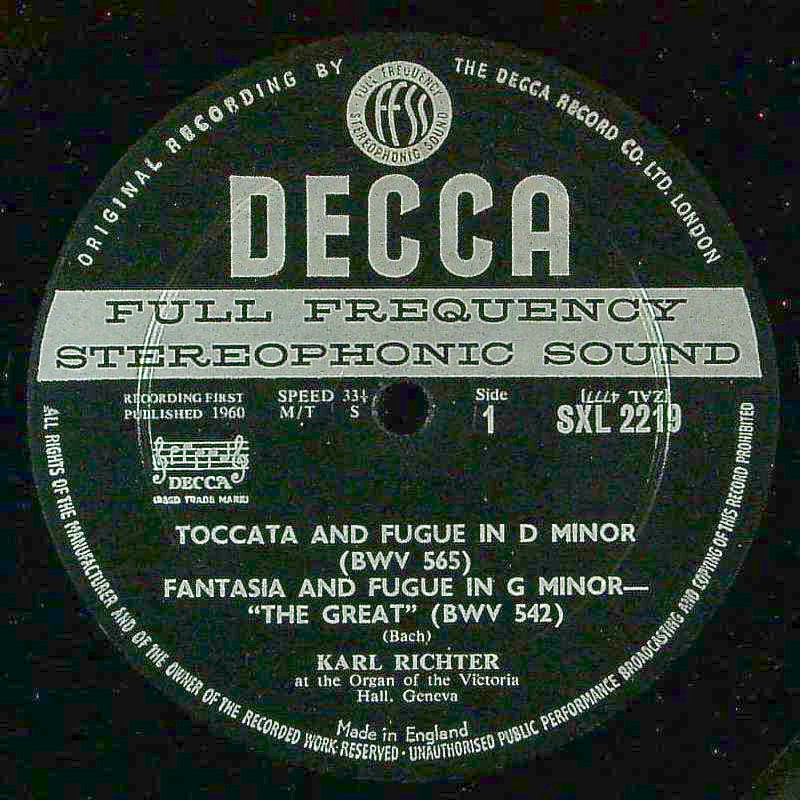 ORIGINAL RECORDING BY THE DECCA RECORD CO. LTD. LONDON
FULL FREQUENCY
ffss
STEREOPHONIC SOUND
DECCA
FULL FREQUENCY
STEREOPHONIC SOUND
RECORDING FIRST
PUBLISHED 1960
SPEED 33⅓
M/T S
Side
1
(ZAL 4777)
SXL 2219
DECCA
(REGD TRADE MARK)
TOCCATA AND FUGUE IN D MINOR
(BWV 565)
FANTASIA AND FUGUE IN G MINOR—
“THE GREAT” (BWV 542)
(Bach)
KARL RICHTER
at the Organ of the Victoria
Hall, Geneva
Made in England
ALL RIGHTS OF THE MANUFACTURER AND OF THE OWNER OF THE RECORDED WORK RESERVED · UNAUTHORISED PUBLIC PERFORMANCE BROADCASTING AND COPYING OF THIS RECORD PROHIBITED